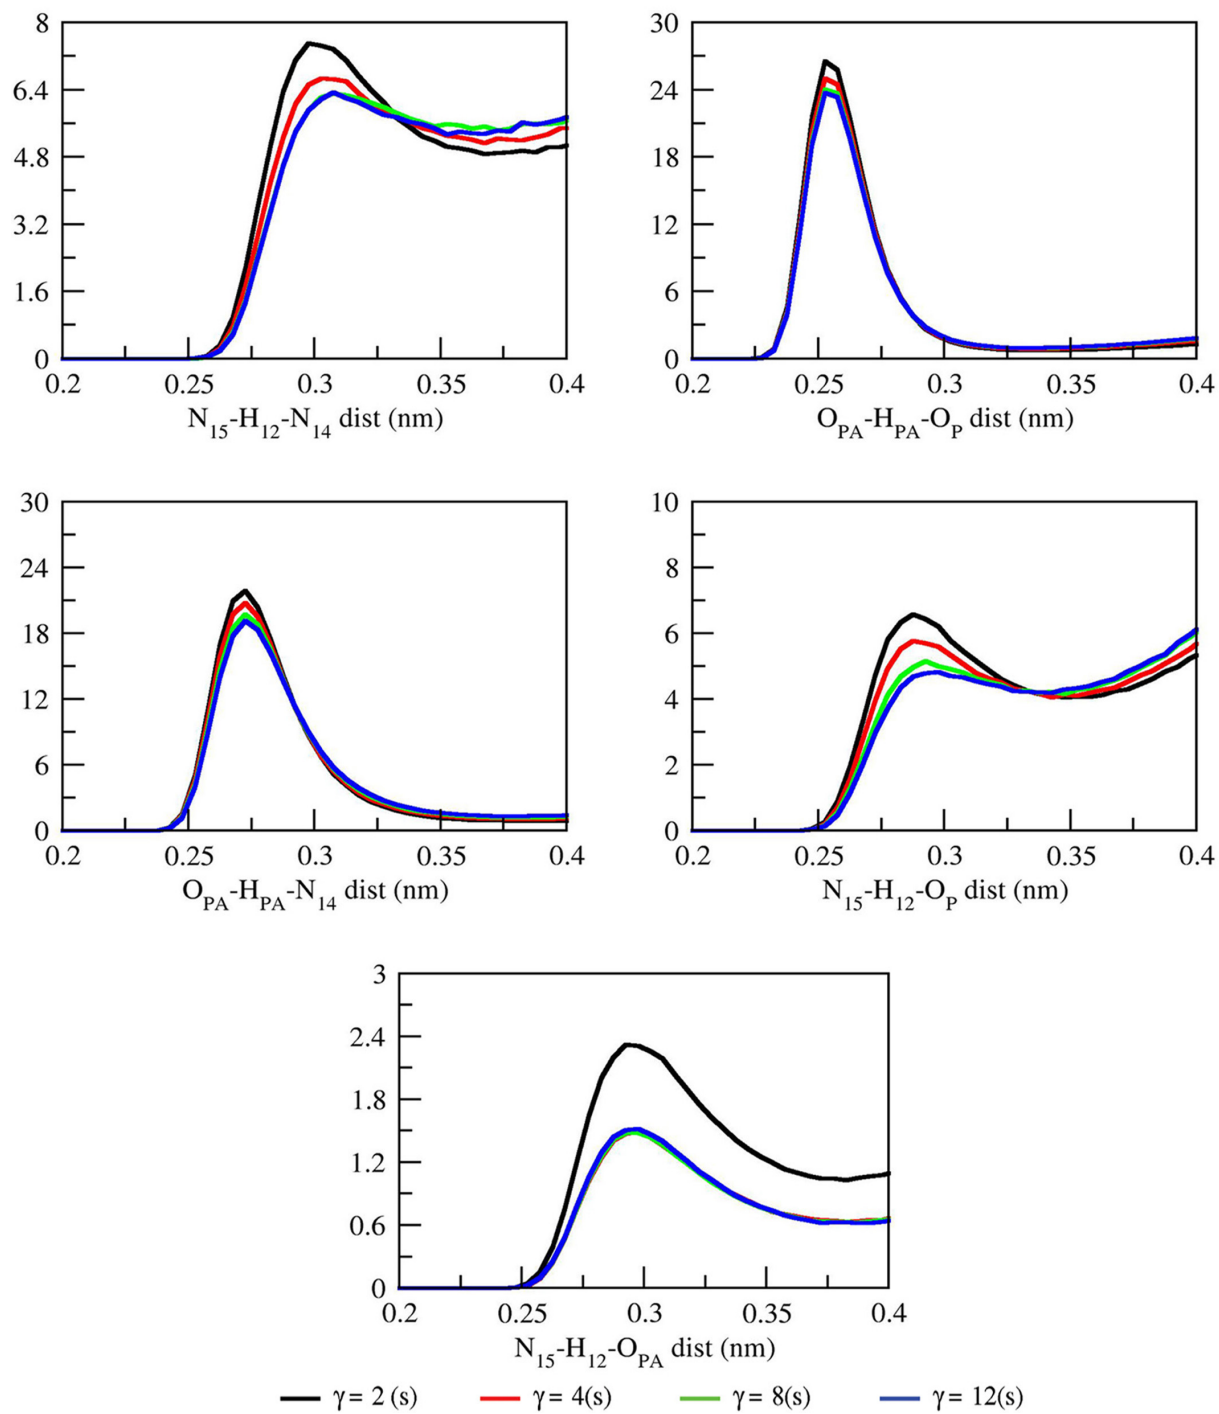 8
6.4
4.8
3.2
1.6
0
0.2 0.25 0.3 0.35 0.4
N15-H12-N14 dist (nm)
30
24
18
12
6
0
0.2 0.25 0.3 0.35 0.4
OPA-HPA-OP dist (nm)
30
24
18
12
6
0
0.2 0.25 0.3 0.35 0.4
OPA-HPA-N14 dist (nm)
10
8
6
4
2
0
0.2 0.25 0.3 0.35 0.4
N15-H12-OP dist (nm)
3
2.4
1.8
1.2
0.6
0
0.2 0.25 0.3 0.35 0.4
N15-H12-OPA dist (nm)
γ = 2 (s) γ = 4(s) γ = 8(s) γ = 12(s)